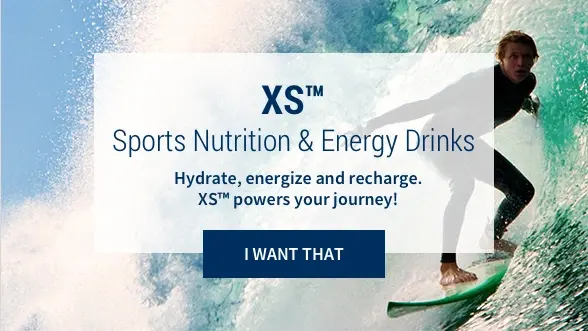 XS™
Sports Nutrition & Energy Drinks
Hydrate, energize and recharge.
XS™ powers your journey!
I WANT THAT